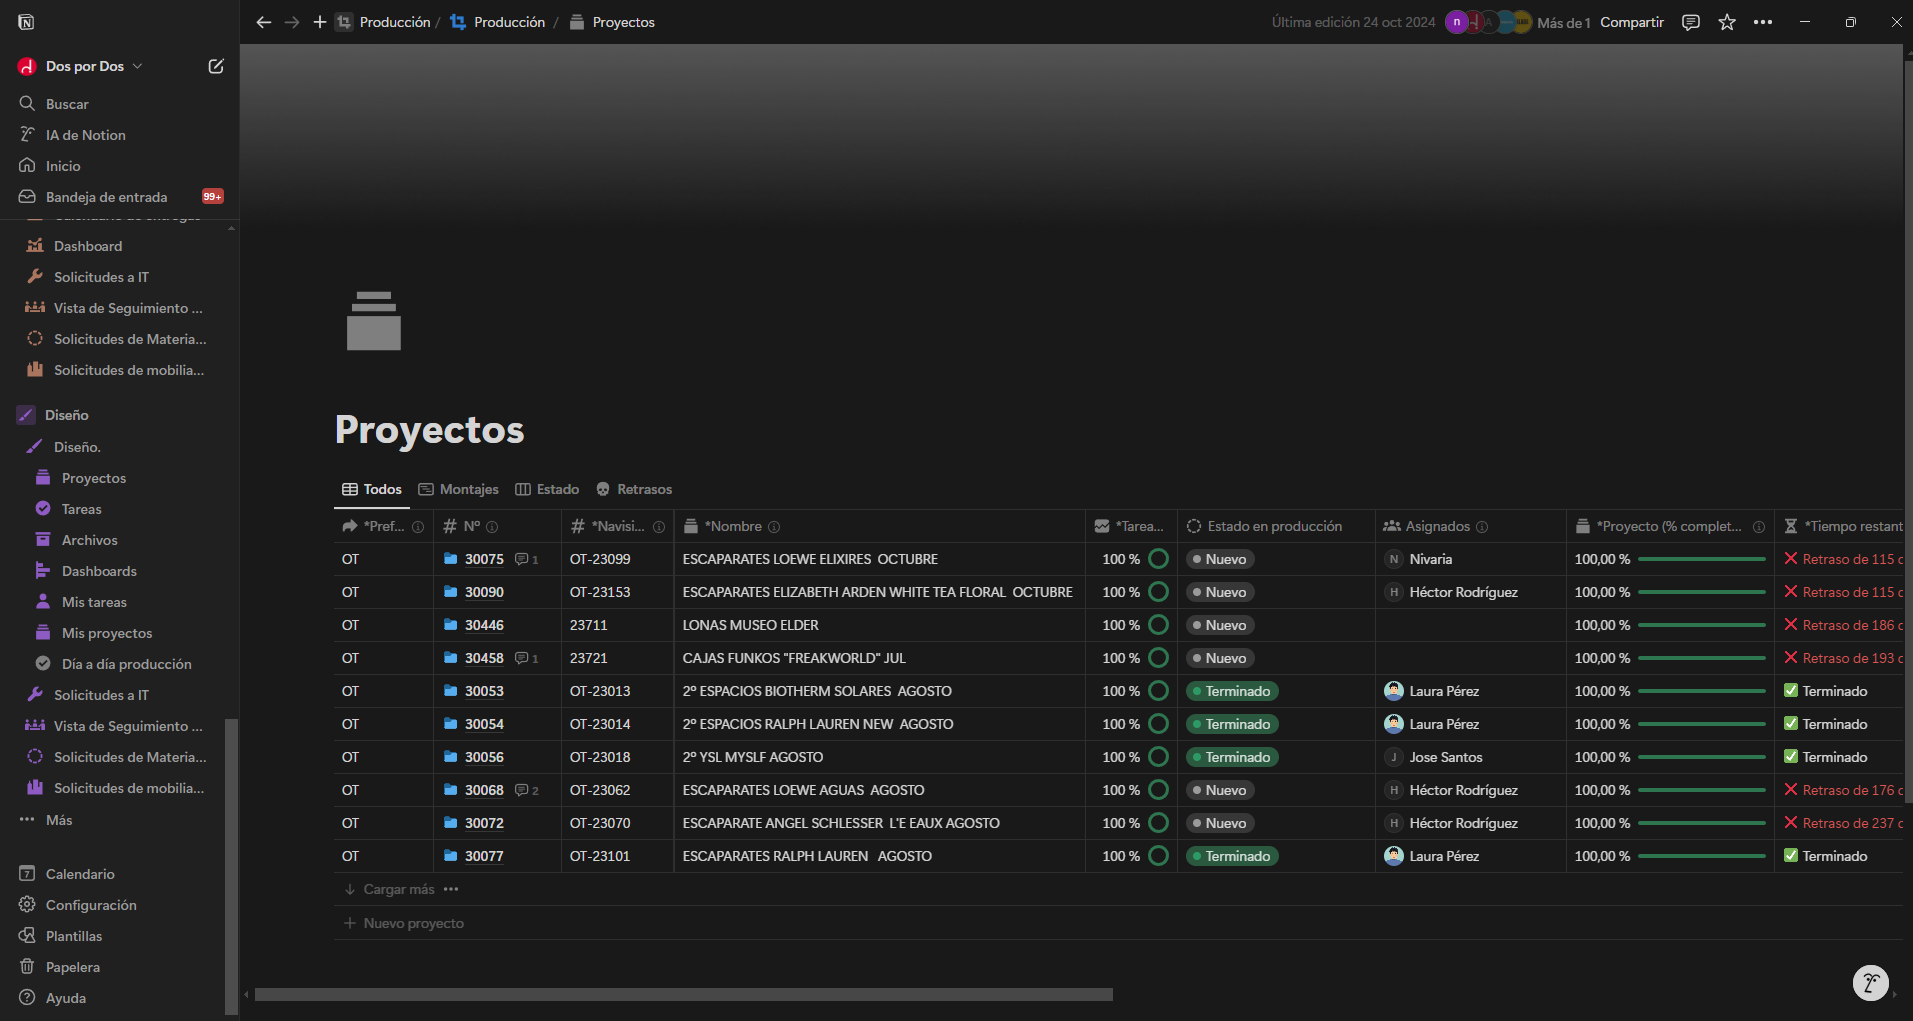 Producción / Producción / Proyectos
Última edición 24 oct 2024 n A Más de 1 Compartir
Dos por Dos
Buscar
IA de Notion
Inicio
Bandeja de entrada 99+
Dashboard
Solicitudes a IT
Vista de Seguimiento ...
Solicitudes de Materia...
Solicitudes de mobilia...
Diseño
Diseño.
Proyectos
Tareas
Archivos
Dashboards
Mis tareas
Mis proyectos
Día a día producción
Solicitudes a IT
Vista de Seguimiento ...
Solicitudes de Materia...
Solicitudes de mobilia...
Más
7 Calendario
Configuración
Plantillas
Papelera
Ayuda
Proyectos
Todos Montajes Estado Retrasos
*Pref... Nº *Navisi... *Nombre *Tarea... Estado en producción Asignados *Proyecto (% complet... *Tiempo restant
OT 30075 1 OT-23099 ESCAPARATES LOEWE ELIXIRES OCTUBRE 100 % Nuevo N Nivaria 100,00 % Retraso de 115
OT 30090 OT-23153 ESCAPARATES ELIZABETH ARDEN WHITE TEA FLORAL OCTUBRE 100 % Nuevo H Héctor Rodríguez 100,00 % Retraso de 115
OT 30446 23711 LONAS MUSEO ELDER 100 % Nuevo 100,00 % Retraso de 186
OT 30458 1 23721 CAJAS FUNKOS "FREAKWORLD" JUL 100 % Nuevo 100,00 % Retraso de 193
OT 30053 OT-23013 2º ESPACIOS BIOTHERM SOLARES AGOSTO 100 % Terminado Laura Pérez 100,00 % Terminado
OT 30054 OT-23014 2º ESPACIOS RALPH LAUREN NEW AGOSTO 100 % Terminado Laura Pérez 100,00 % Terminado
OT 30056 OT-23018 2º YSL MYSLF AGOSTO 100 % Terminado J Jose Santos 100,00 % Terminado
OT 30068 2 OT-23062 ESCAPARATES LOEWE AGUAS AGOSTO 100 % Nuevo H Héctor Rodríguez 100,00 % Retraso de 176
OT 30072 OT-23070 ESCAPARATE ANGEL SCHLESSER L'E EAUX AGOSTO 100 % Nuevo H Héctor Rodríguez 100,00 % Retraso de 237
OT 30077 OT-23101 ESCAPARATES RALPH LAUREN AGOSTO 100 % Terminado Laura Pérez 100,00 % Terminado
Cargar más
Nuevo proyecto